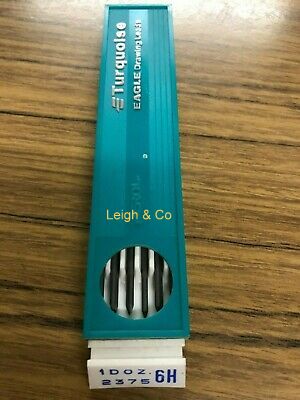 Turquoise
EAGLE Drawing Leads
Leigh & Co
1 DOZ.
2375
6H